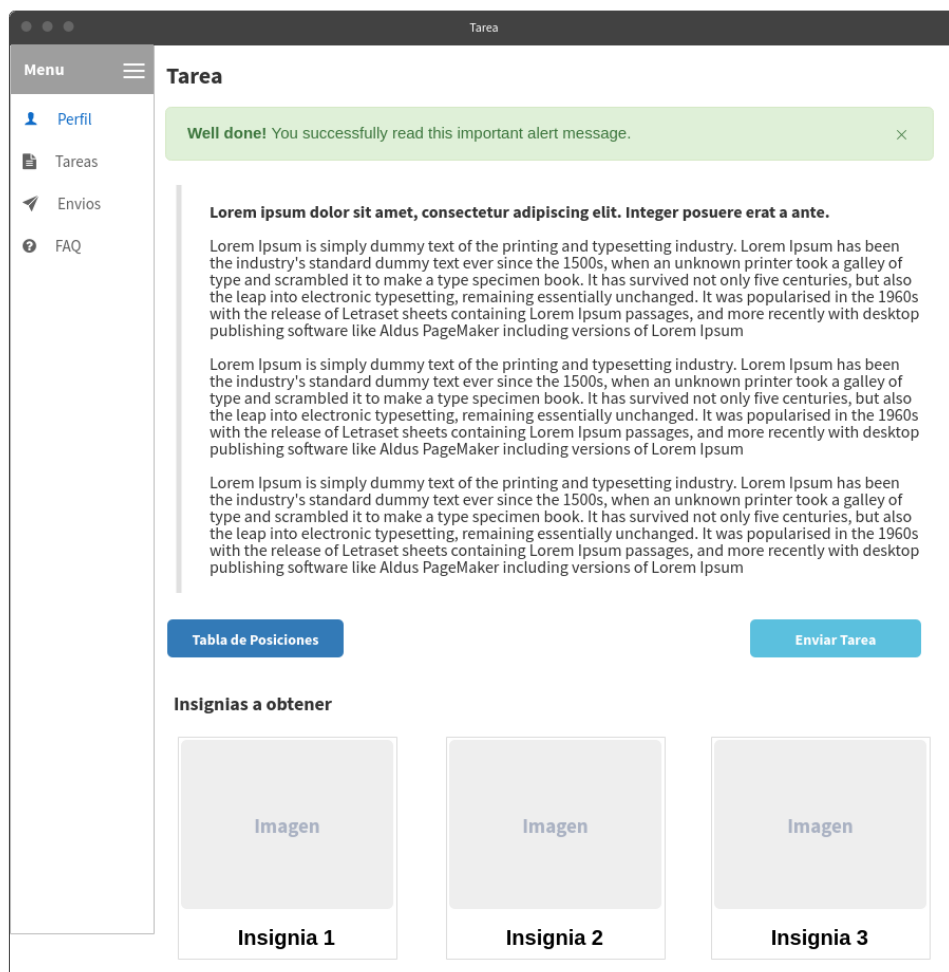 Tarea
Menu
Perfil
Tareas
Envios
FAQ
Tarea
Well done! You successfully read this important alert message.
Lorem ipsum dolor sit amet, consectetur adipiscing elit. Integer posuere erat a ante.
Lorem Ipsum is simply dummy text of the printing and typesetting industry. Lorem Ipsum has been
the industry's standard dummy text ever since the 1500s, when an unknown printer took a galley of
type and scrambled it to make a type specimen book. It has survived not only five centuries, but also
the leap into electronic typesetting, remaining essentially unchanged. It was popularised in the 1960s
with the release of Letraset sheets containing Lorem Ipsum passages, and more recently with desktop
publishing software like Aldus PageMaker including versions of Lorem Ipsum
Lorem Ipsum is simply dummy text of the printing and typesetting industry. Lorem Ipsum has been
the industry's standard dummy text ever since the 1500s, when an unknown printer took a galley of
type and scrambled it to make a type specimen book. It has survived not only five centuries, but also
the leap into electronic typesetting, remaining essentially unchanged. It was popularised in the 1960s
with the release of Letraset sheets containing Lorem Ipsum passages, and more recently with desktop
publishing software like Aldus PageMaker including versions of Lorem Ipsum
Lorem Ipsum is simply dummy text of the printing and typesetting industry. Lorem Ipsum has been
the industry's standard dummy text ever since the 1500s, when an unknown printer took a galley of
type and scrambled it to make a type specimen book. It has survived not only five centuries, but also
the leap into electronic typesetting, remaining essentially unchanged. It was popularised in the 1960s
with the release of Letraset sheets containing Lorem Ipsum passages, and more recently with desktop
publishing software like Aldus PageMaker including versions of Lorem Ipsum
Tabla de Posiciones
Enviar Tarea
Insignias a obtener
Imagen
Insignia 1
Imagen
Insignia 2
Imagen
Insignia 3